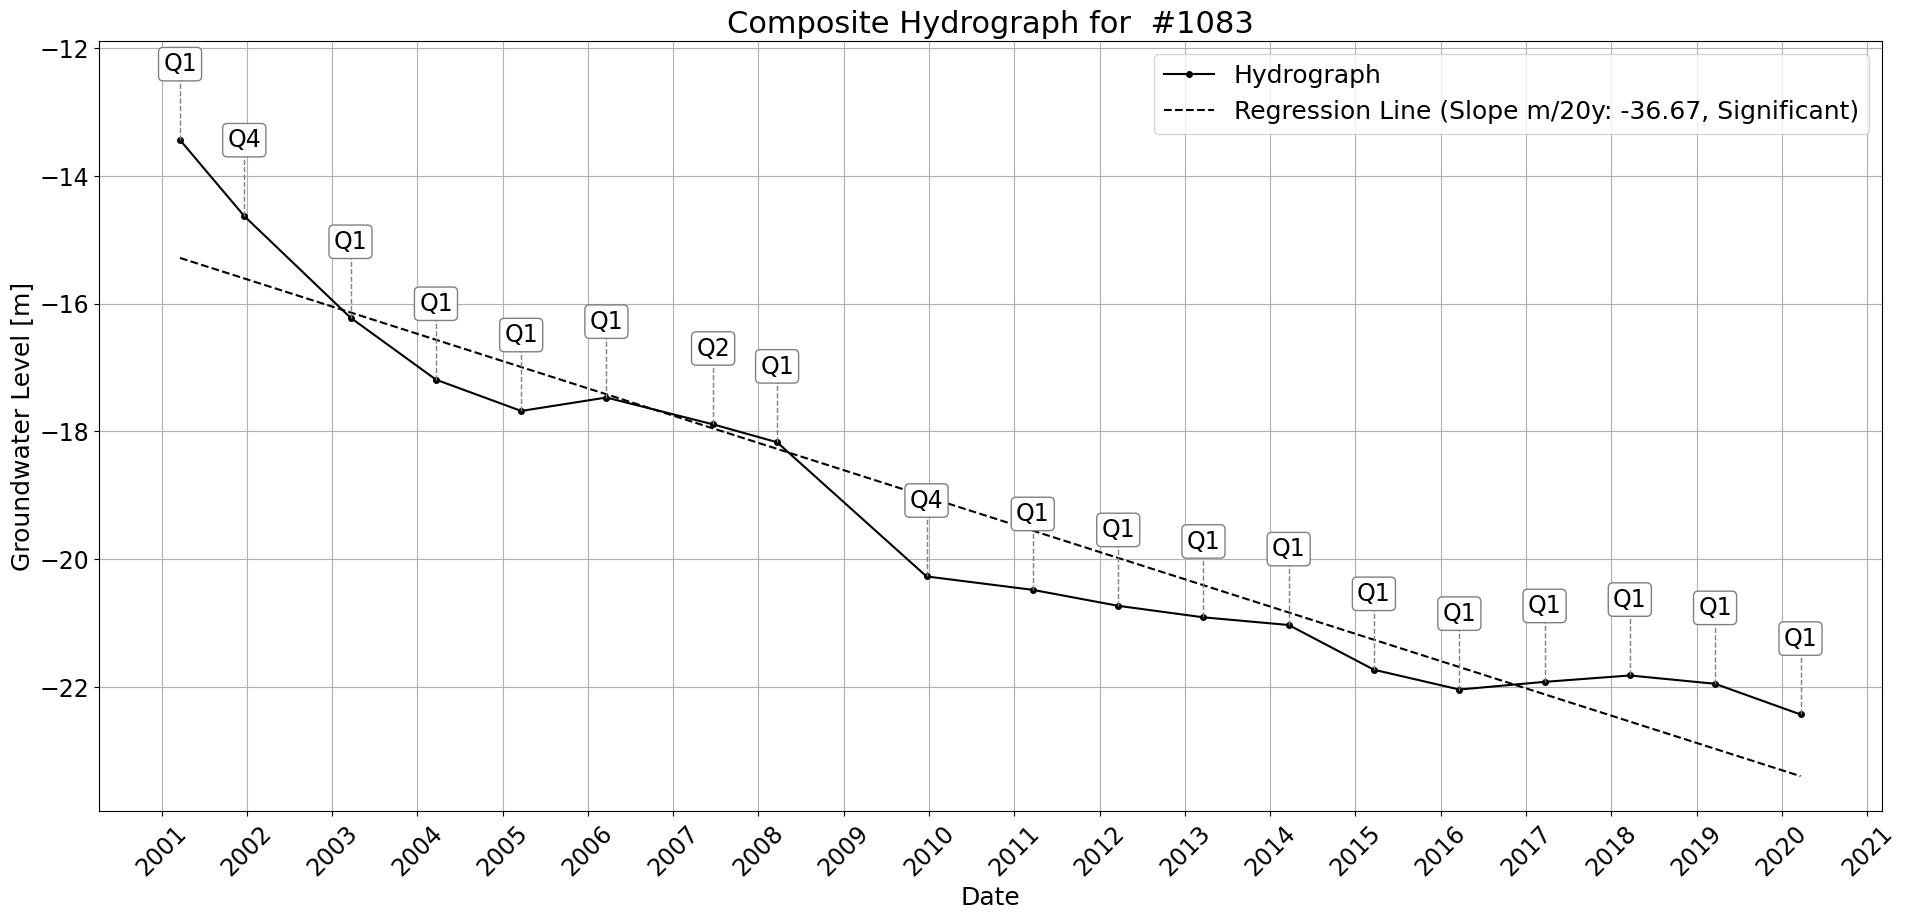 Composite Hydrograph for  #1083
Hydrograph
Regression Line (Slope m/20y: -36.67, Significant)
Groundwater Level [m]
−12
−14
−16
−18
−20
−22
Q1
Q4
Q1
Q1
Q1
Q1
Q2
Q1
Q4
Q1
Q1
Q1
Q1
Q1
Q1
Q1
Q1
Q1
Q1
2001
2002
2003
2004
2005
2006
2007
2008
2009
2010
2011
2012
2013
2014
2015
2016
2017
2018
2019
2020
2021
Date